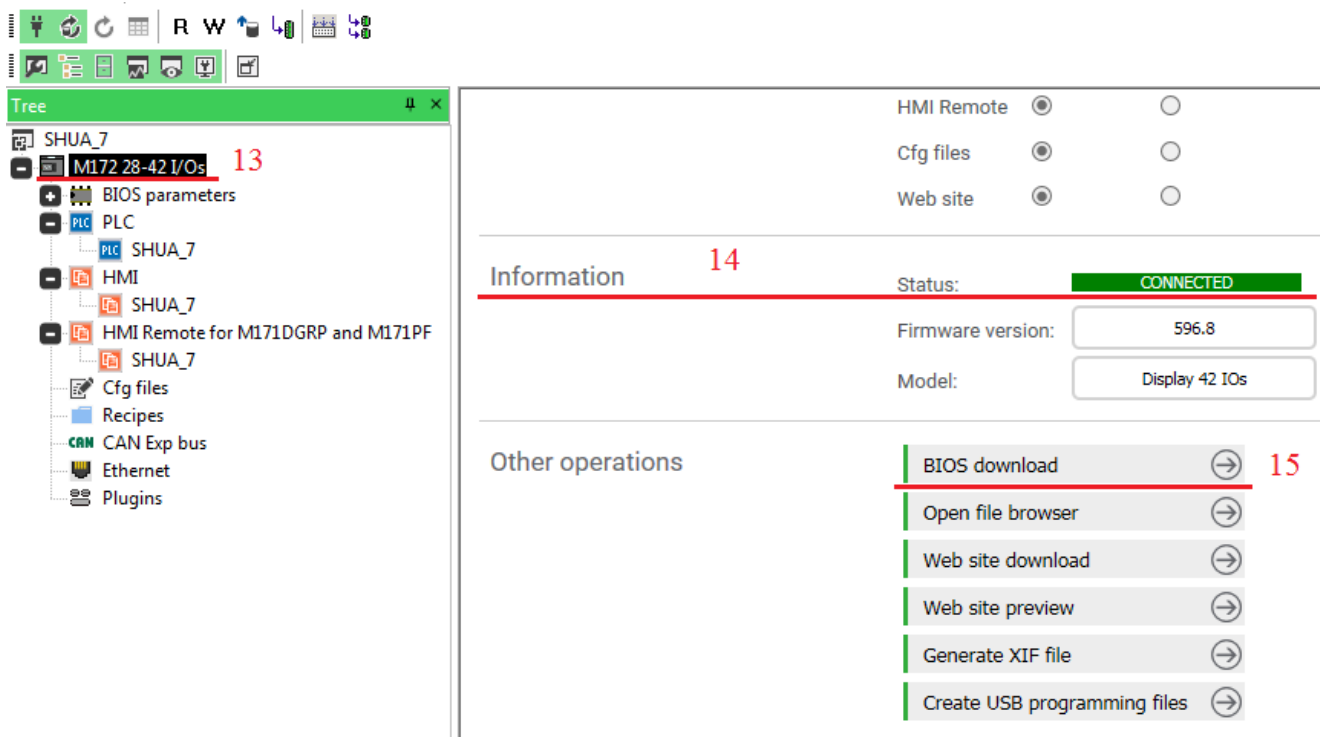 R W
Tree
SHUA_7
M172 28-42 I/Os 13
BIOS parameters
PLC PLC
PLC SHUA_7
HMI
SHUA_7
HMI Remote for M171DGRP and M171PF
SHUA_7
Cfg files
Recipes
CAN CAN Exp bus
Ethernet
Plugins
HMI Remote
Cfg files
Web site
Information 14
Status: CONNECTED
Firmware version: 596.8
Model: Display 42 IOs
Other operations
BIOS download 15
Open file browser
Web site download
Web site preview
Generate XIF file
Create USB programming files